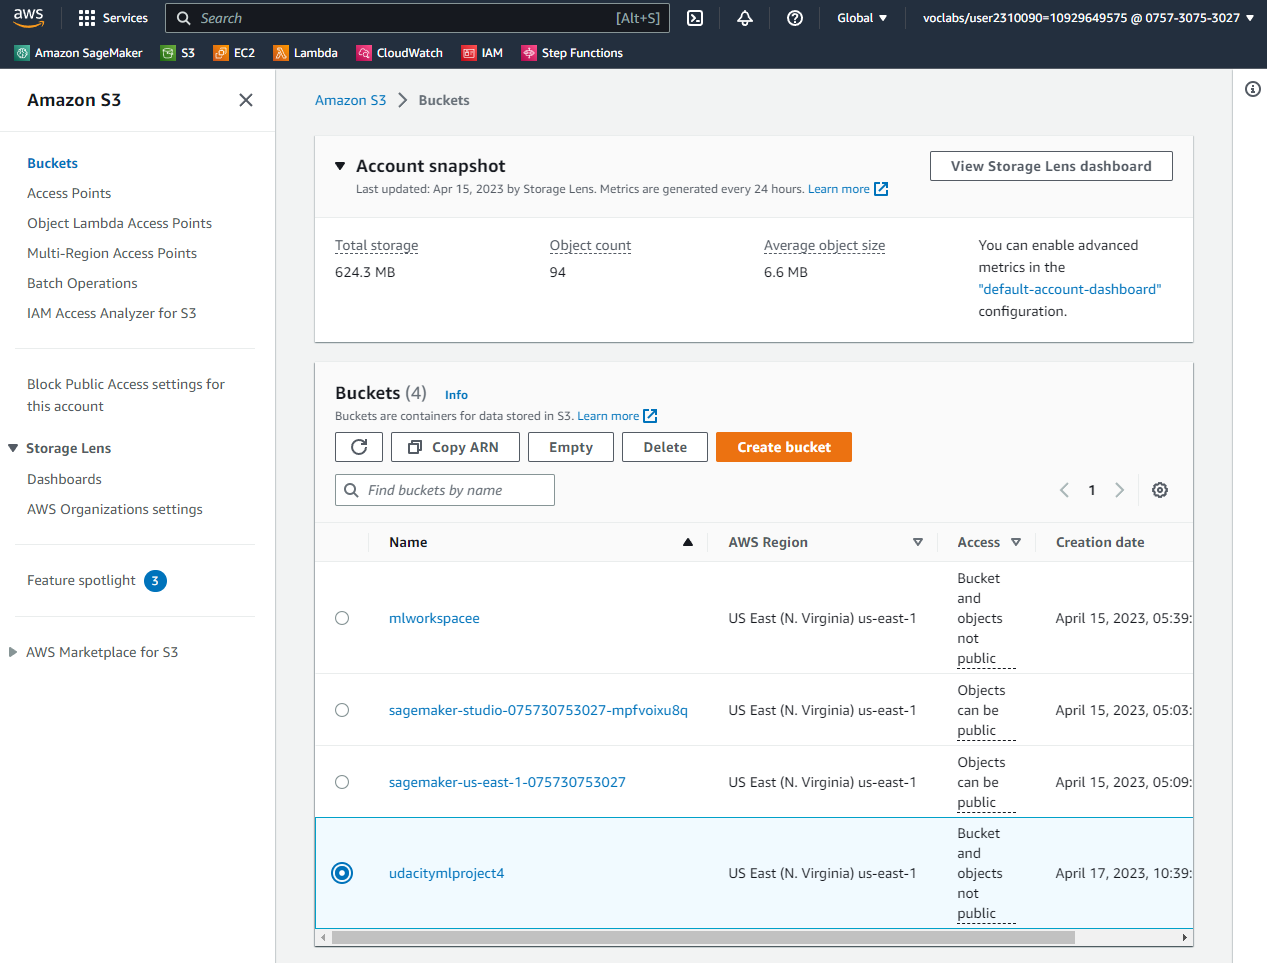 aws
Services
Search [Alt+S]
Global
voclabs/user2310090=10929649575 @ 0757-3075-3027
Amazon SageMaker
S3
EC2
Lambda
CloudWatch
IAM
Step Functions
Amazon S3
Buckets
Access Points
Object Lambda Access Points
Multi-Region Access Points
Batch Operations
IAM Access Analyzer for S3
Block Public Access settings for
this account
Storage Lens
Dashboards
AWS Organizations settings
Feature spotlight 3
AWS Marketplace for S3
Amazon S3
Buckets
Account snapshot
Last updated: Apr 15, 2023 by Storage Lens. Metrics are generated every 24 hours. Learn more
View Storage Lens dashboard
Total storage
624.3 MB
Object count
94
Average object size
6.6 MB
You can enable advanced
metrics in the
"default-account-dashboard"
configuration.
Buckets (4) Info
Buckets are containers for data stored in S3. Learn more
Copy ARN
Empty
Delete
Create bucket
Find buckets by name
1
Name
AWS Region
Access
Creation date
mlworkspacee
US East (N. Virginia) us-east-1
Bucket
and
objects
not
public
April 15, 2023, 05:39:
sagemaker-studio-075730753027-mpfvoixu8q
US East (N. Virginia) us-east-1
Objects
can be
public
April 15, 2023, 05:03:
sagemaker-us-east-1-075730753027
US East (N. Virginia) us-east-1
Objects
can be
public
April 15, 2023, 05:09:
udacitymlproject4
US East (N. Virginia) us-east-1
Bucket
and
objects
not
public
April 17, 2023, 10:39: